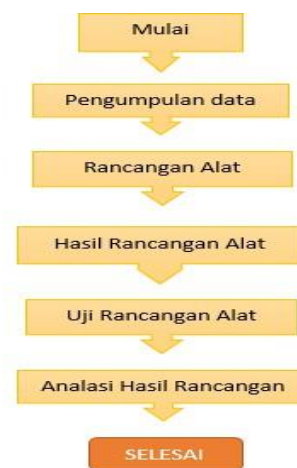 Mulai
Pengumpulan data
Rancangan Alat
Hasil Rancangan Alat
Uji Rancangan Alat
Analasi Hasil Rancangan
SELESAI